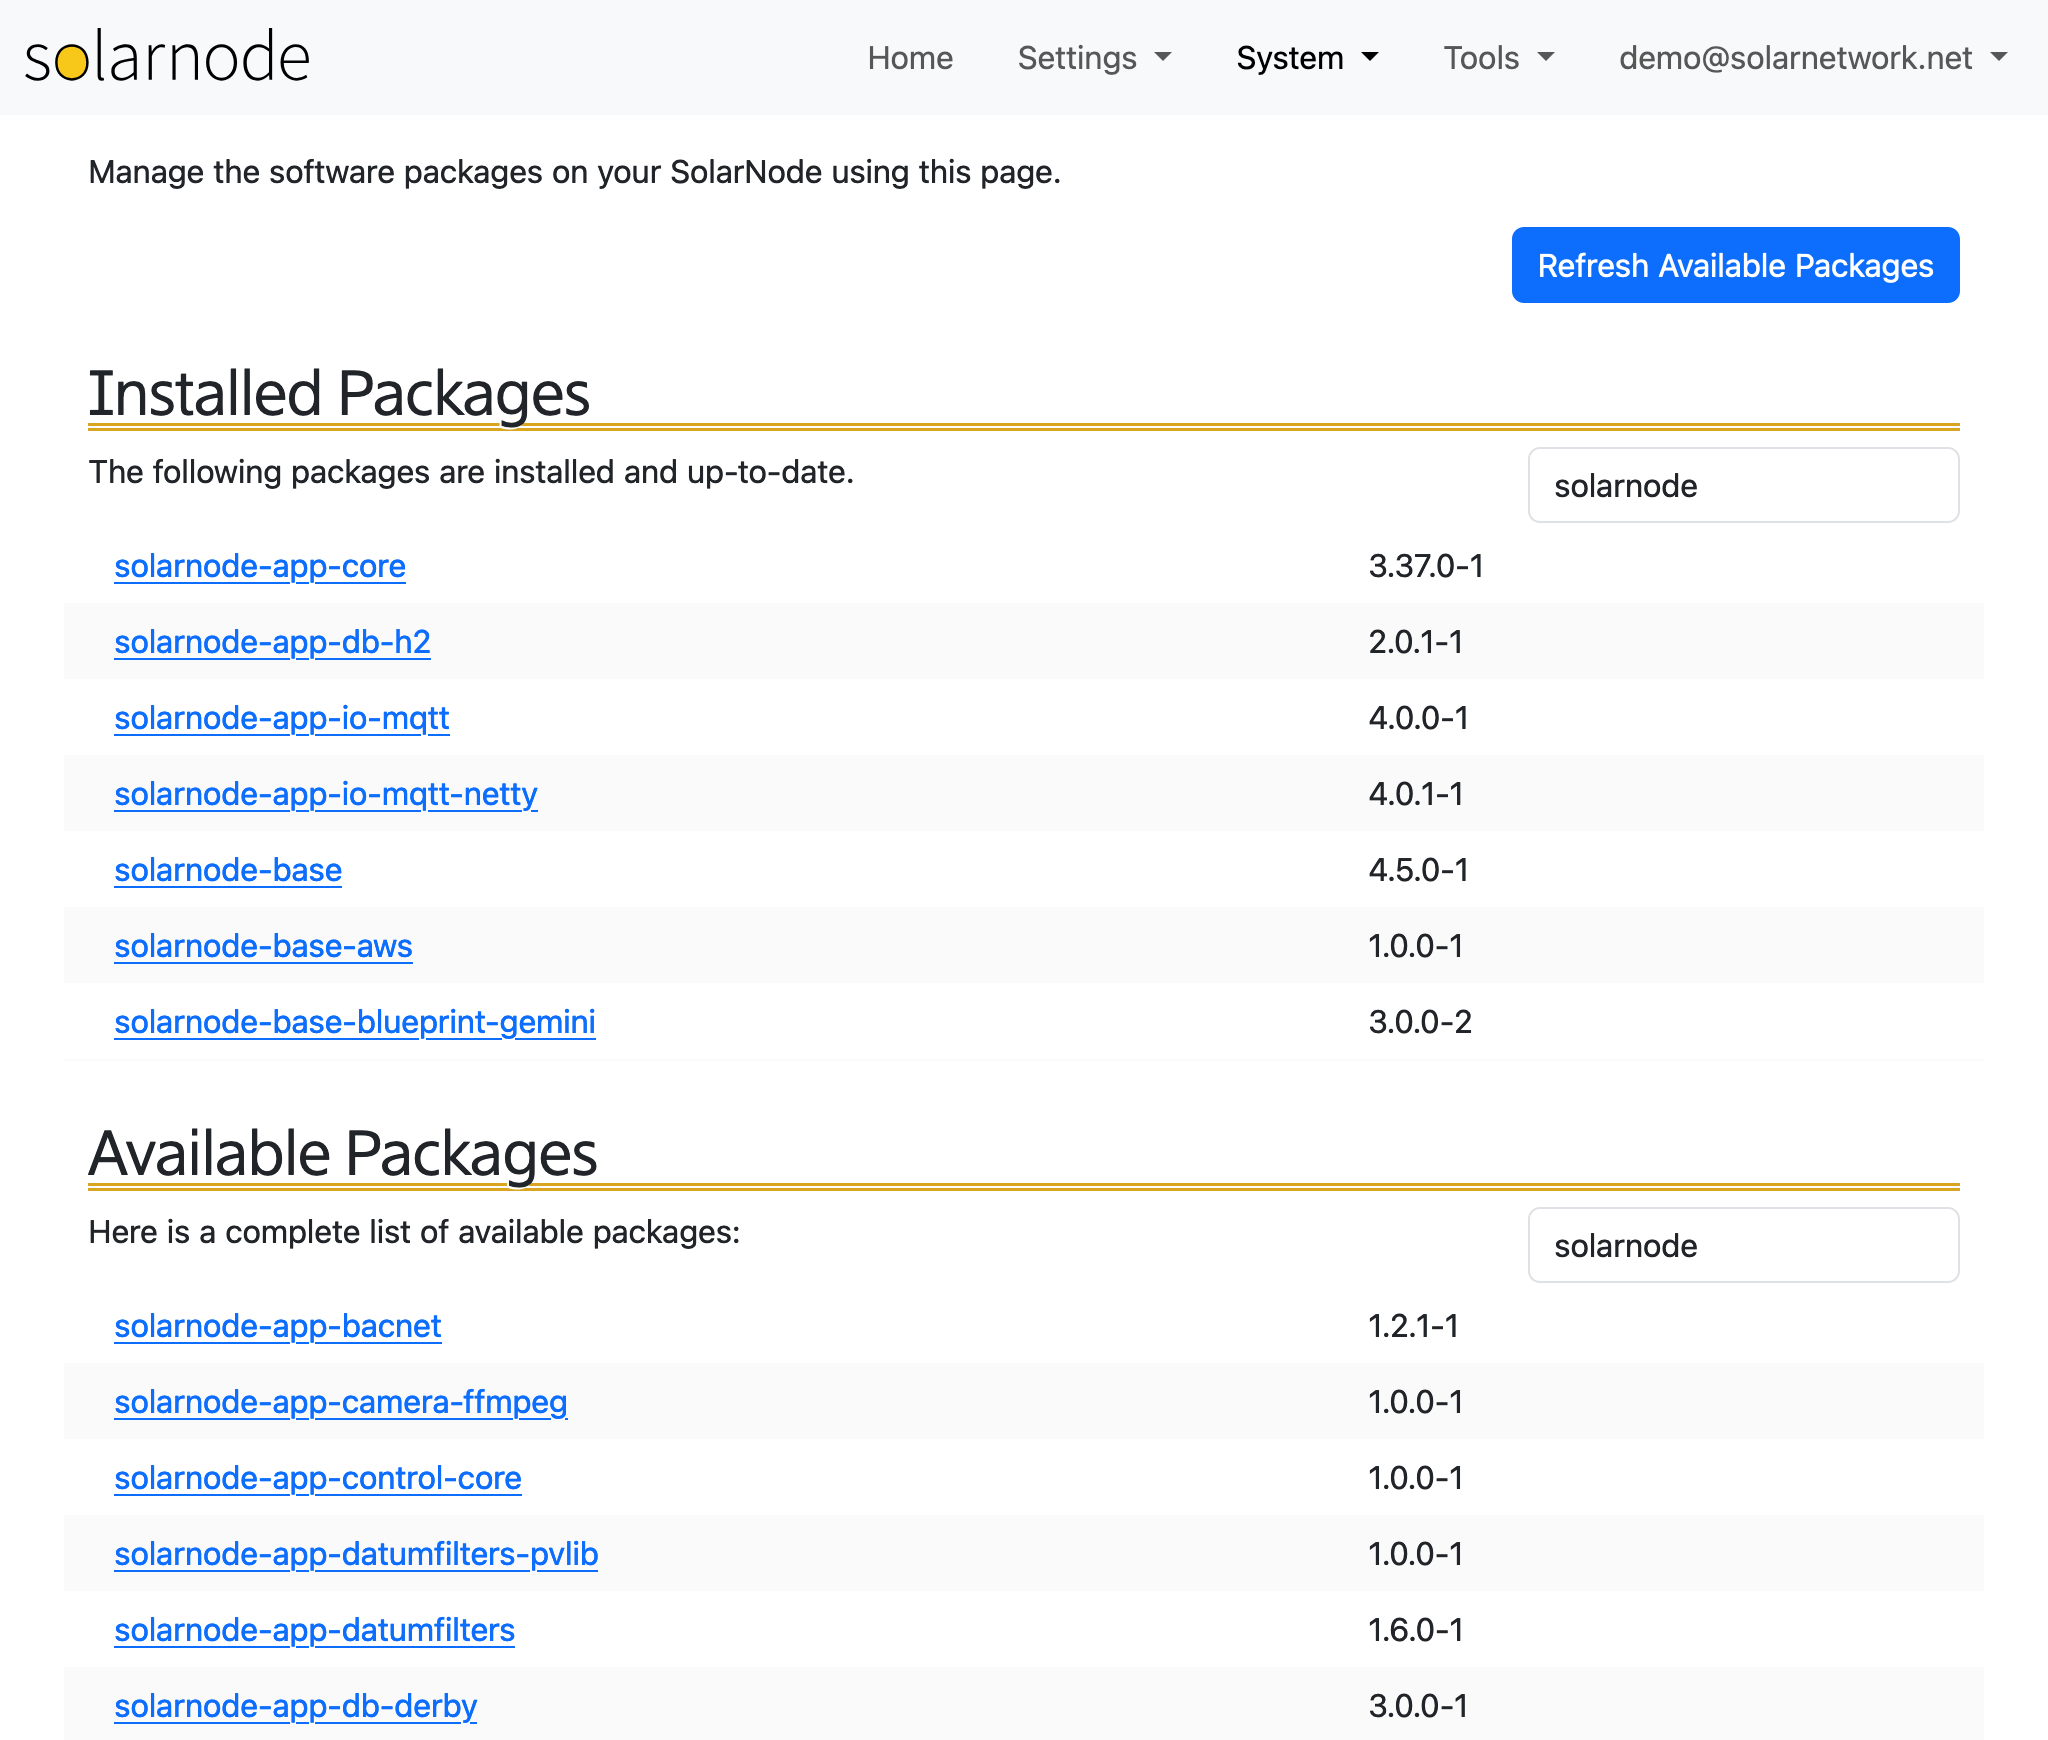 solarnode Home Settings System Tools demo@solarnetwork.net
Manage the software packages on your SolarNode using this page.
Refresh Available Packages
Installed Packages
The following packages are installed and up-to-date. solarnode
solarnode-app-core 3.37.0-1
solarnode-app-db-h2 2.0.1-1
solarnode-app-io-mqtt 4.0.0-1
solarnode-app-io-mqtt-netty 4.0.1-1
solarnode-base 4.5.0-1
solarnode-base-aws 1.0.0-1
solarnode-base-blueprint-gemini 3.0.0-2
Available Packages
Here is a complete list of available packages: solarnode
solarnode-app-bacnet 1.2.1-1
solarnode-app-camera-ffmpeg 1.0.0-1
solarnode-app-control-core 1.0.0-1
solarnode-app-datumfilters-pvlib 1.0.0-1
solarnode-app-datumfilters 1.6.0-1
solarnode-app-db-derby 3.0.0-1